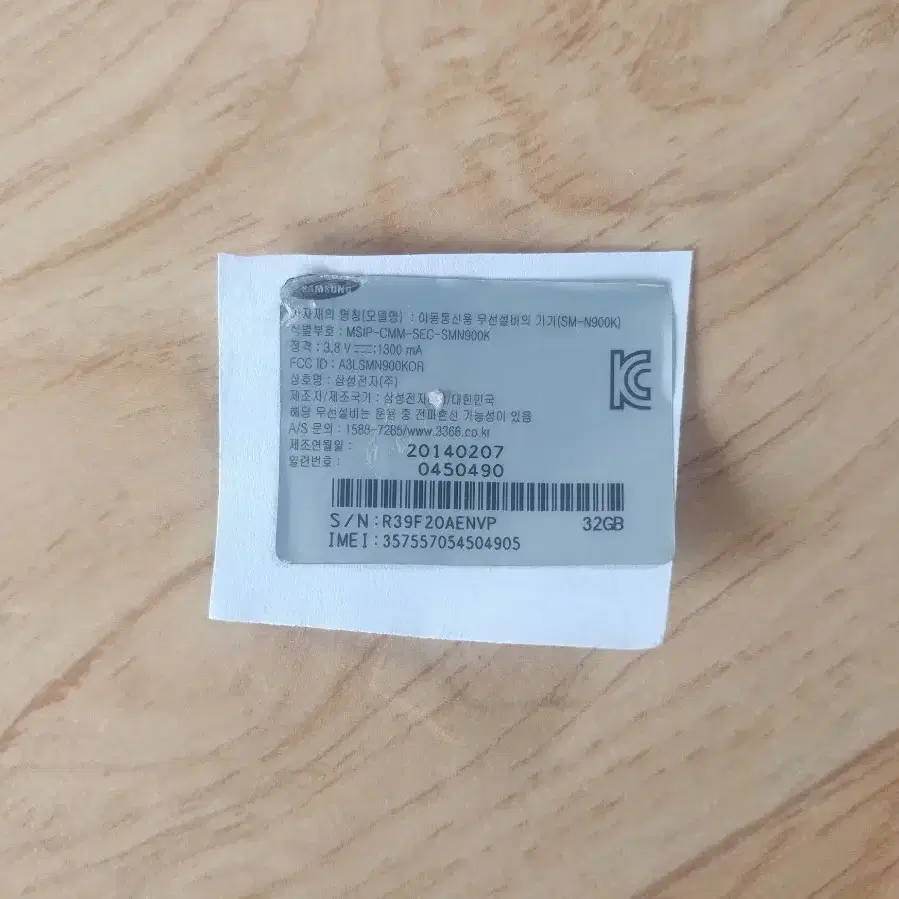 SAMSUNG
기자재의 명칭(모델명) : 이동통신용 무선설비의 기기(SM-N900K)
식별부호 : MSIP-CMM-SEC-SMN900K
정격 : 3.8 V⎓;1300 mA
FCC ID : A3LSMN900KOR
상호명 : 삼성전자(주)
제조자/제조국가 : 삼성전자( )/대한민국
해당 무선설비는 운용 중 전파혼신 가능성이 있음
A/S 문의 : 1588-7285/www.3366.co.kr
제조연월일 : 20140207
일련번호 : 0450490
S/N:R39F20AENVP 32GB
IMEI:357557054504905